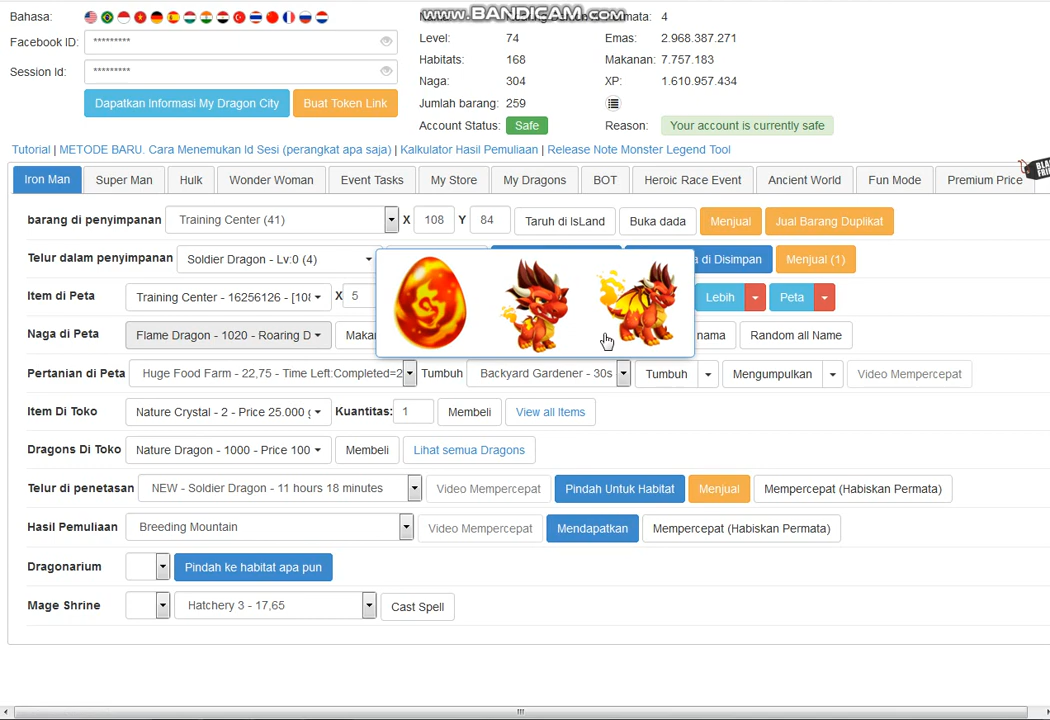 Bahasa:
www.BANDICAM.com
Permata: 4
Facebook ID: *********
Level: 74
Emas: 2.968.387.271
Habitats: 168
Makanan: 7.757.183
Session Id: *********
Naga: 304
XP: 1.610.957.434
Dapatkan Informasi My Dragon City
Buat Token Link
Jumlah barang: 259
Account Status: Safe
Reason: Your account is currently safe
Tutorial | METODE BARU. Cara Menemukan Id Sesi (perangkat apa saja) | Kalkulator Hasil Pemuliaan | Release Note Monster Legend Tool
Iron Man Super Man Hulk Wonder Woman Event Tasks My Store My Dragons BOT Heroic Race Event Ancient World Fun Mode Premium Price
barang di penyimpanan Training Center (41) X 108 Y 84 Taruh di IsLand Buka dada Menjual Jual Barang Duplikat
Telur dalam penyimpanan Soldier Dragon - Lv:0 (4) a di Disimpan Menjual (1)
Item di Peta Training Center - 16256126 - [10 X 5 Lebih Peta
Naga di Peta Flame Dragon - 1020 - Roaring D Makan nama Random all Name
Pertanian di Peta Huge Food Farm - 22,75 - Time Left:Completed=2 Tumbuh Backyard Gardener - 30s Tumbuh Mengumpulkan Video Mempercepat
Item Di Toko Nature Crystal - 2 - Price 25.000 g Kuantitas: 1 Membeli View all Items
Dragons Di Toko Nature Dragon - 1000 - Price 100 Membeli Lihat semua Dragons
Telur di penetasan NEW - Soldier Dragon - 11 hours 18 minutes Video Mempercepat Pindah Untuk Habitat Menjual Mempercepat (Habiskan Permata)
Hasil Pemuliaan Breeding Mountain Video Mempercepat Mendapatkan Mempercepat (Habiskan Permata)
Dragonarium Pindah ke habitat apa pun
Mage Shrine Hatchery 3 - 17,65 Cast Spell